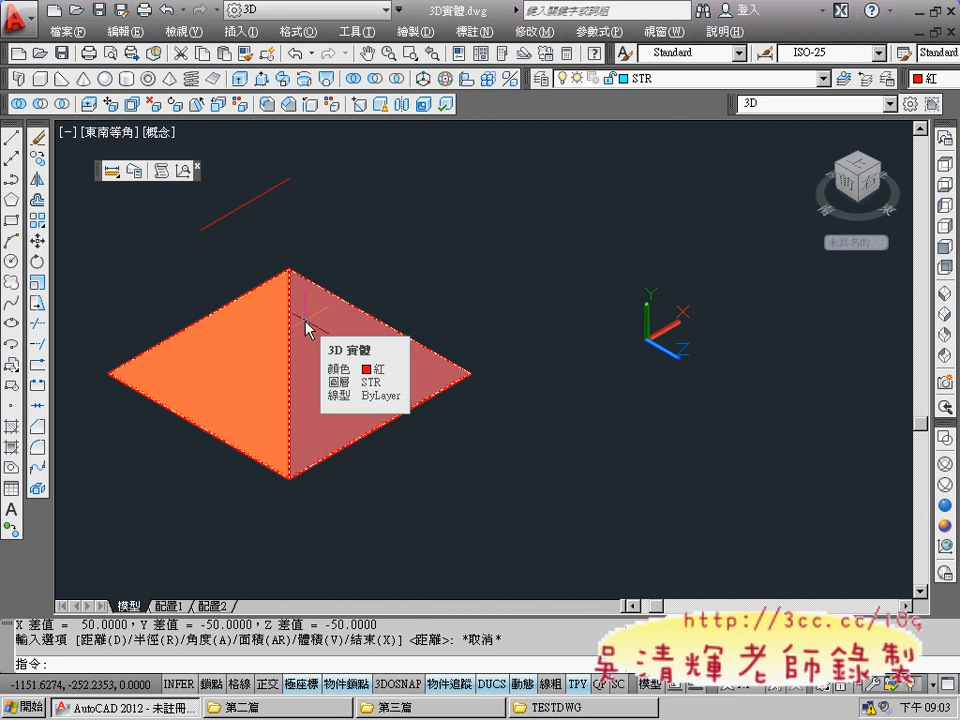 3D
3D實體.dwg
鍵入關鍵字或詞組
登入
檔案(F)
編輯(E)
檢視(V)
插入(I)
格式(O)
工具(T)
繪製(D)
標註(N)
修改(M)
參數式(P)
視窗(W)
說明(H)
Standard
ISO-25
Standard
STR
紅
3D
[-][東南等角][概念]
上
前
右
南
東
未具名的
Y
X
Z
3D 實體
顏色 紅
圖層 STR
線型 ByLayer
模型
配置1
配置2
X 差值 = 50.0000，Y 差值 = -50.0000，Z 差值 = -50.0000
輸入選項 [距離(D)/半徑(R)/角度(A)/面積(AR)/體積(V)/結束(X)] <距離>: *取消*
指令:
http://3cc.cc/10q
吳清輝老師錄製
-1151.6274, -252.2353, 0.0000
INFER
鎖點
格線
正交
極座標
物件鎖點
3DOSNAP
物件追蹤
DUCS
動態
線粗
TPY
QP
SC
模型
開始
AutoCAD 2012 - 未註冊...
第二篇
第三篇
TESTDWG
下午 09:03